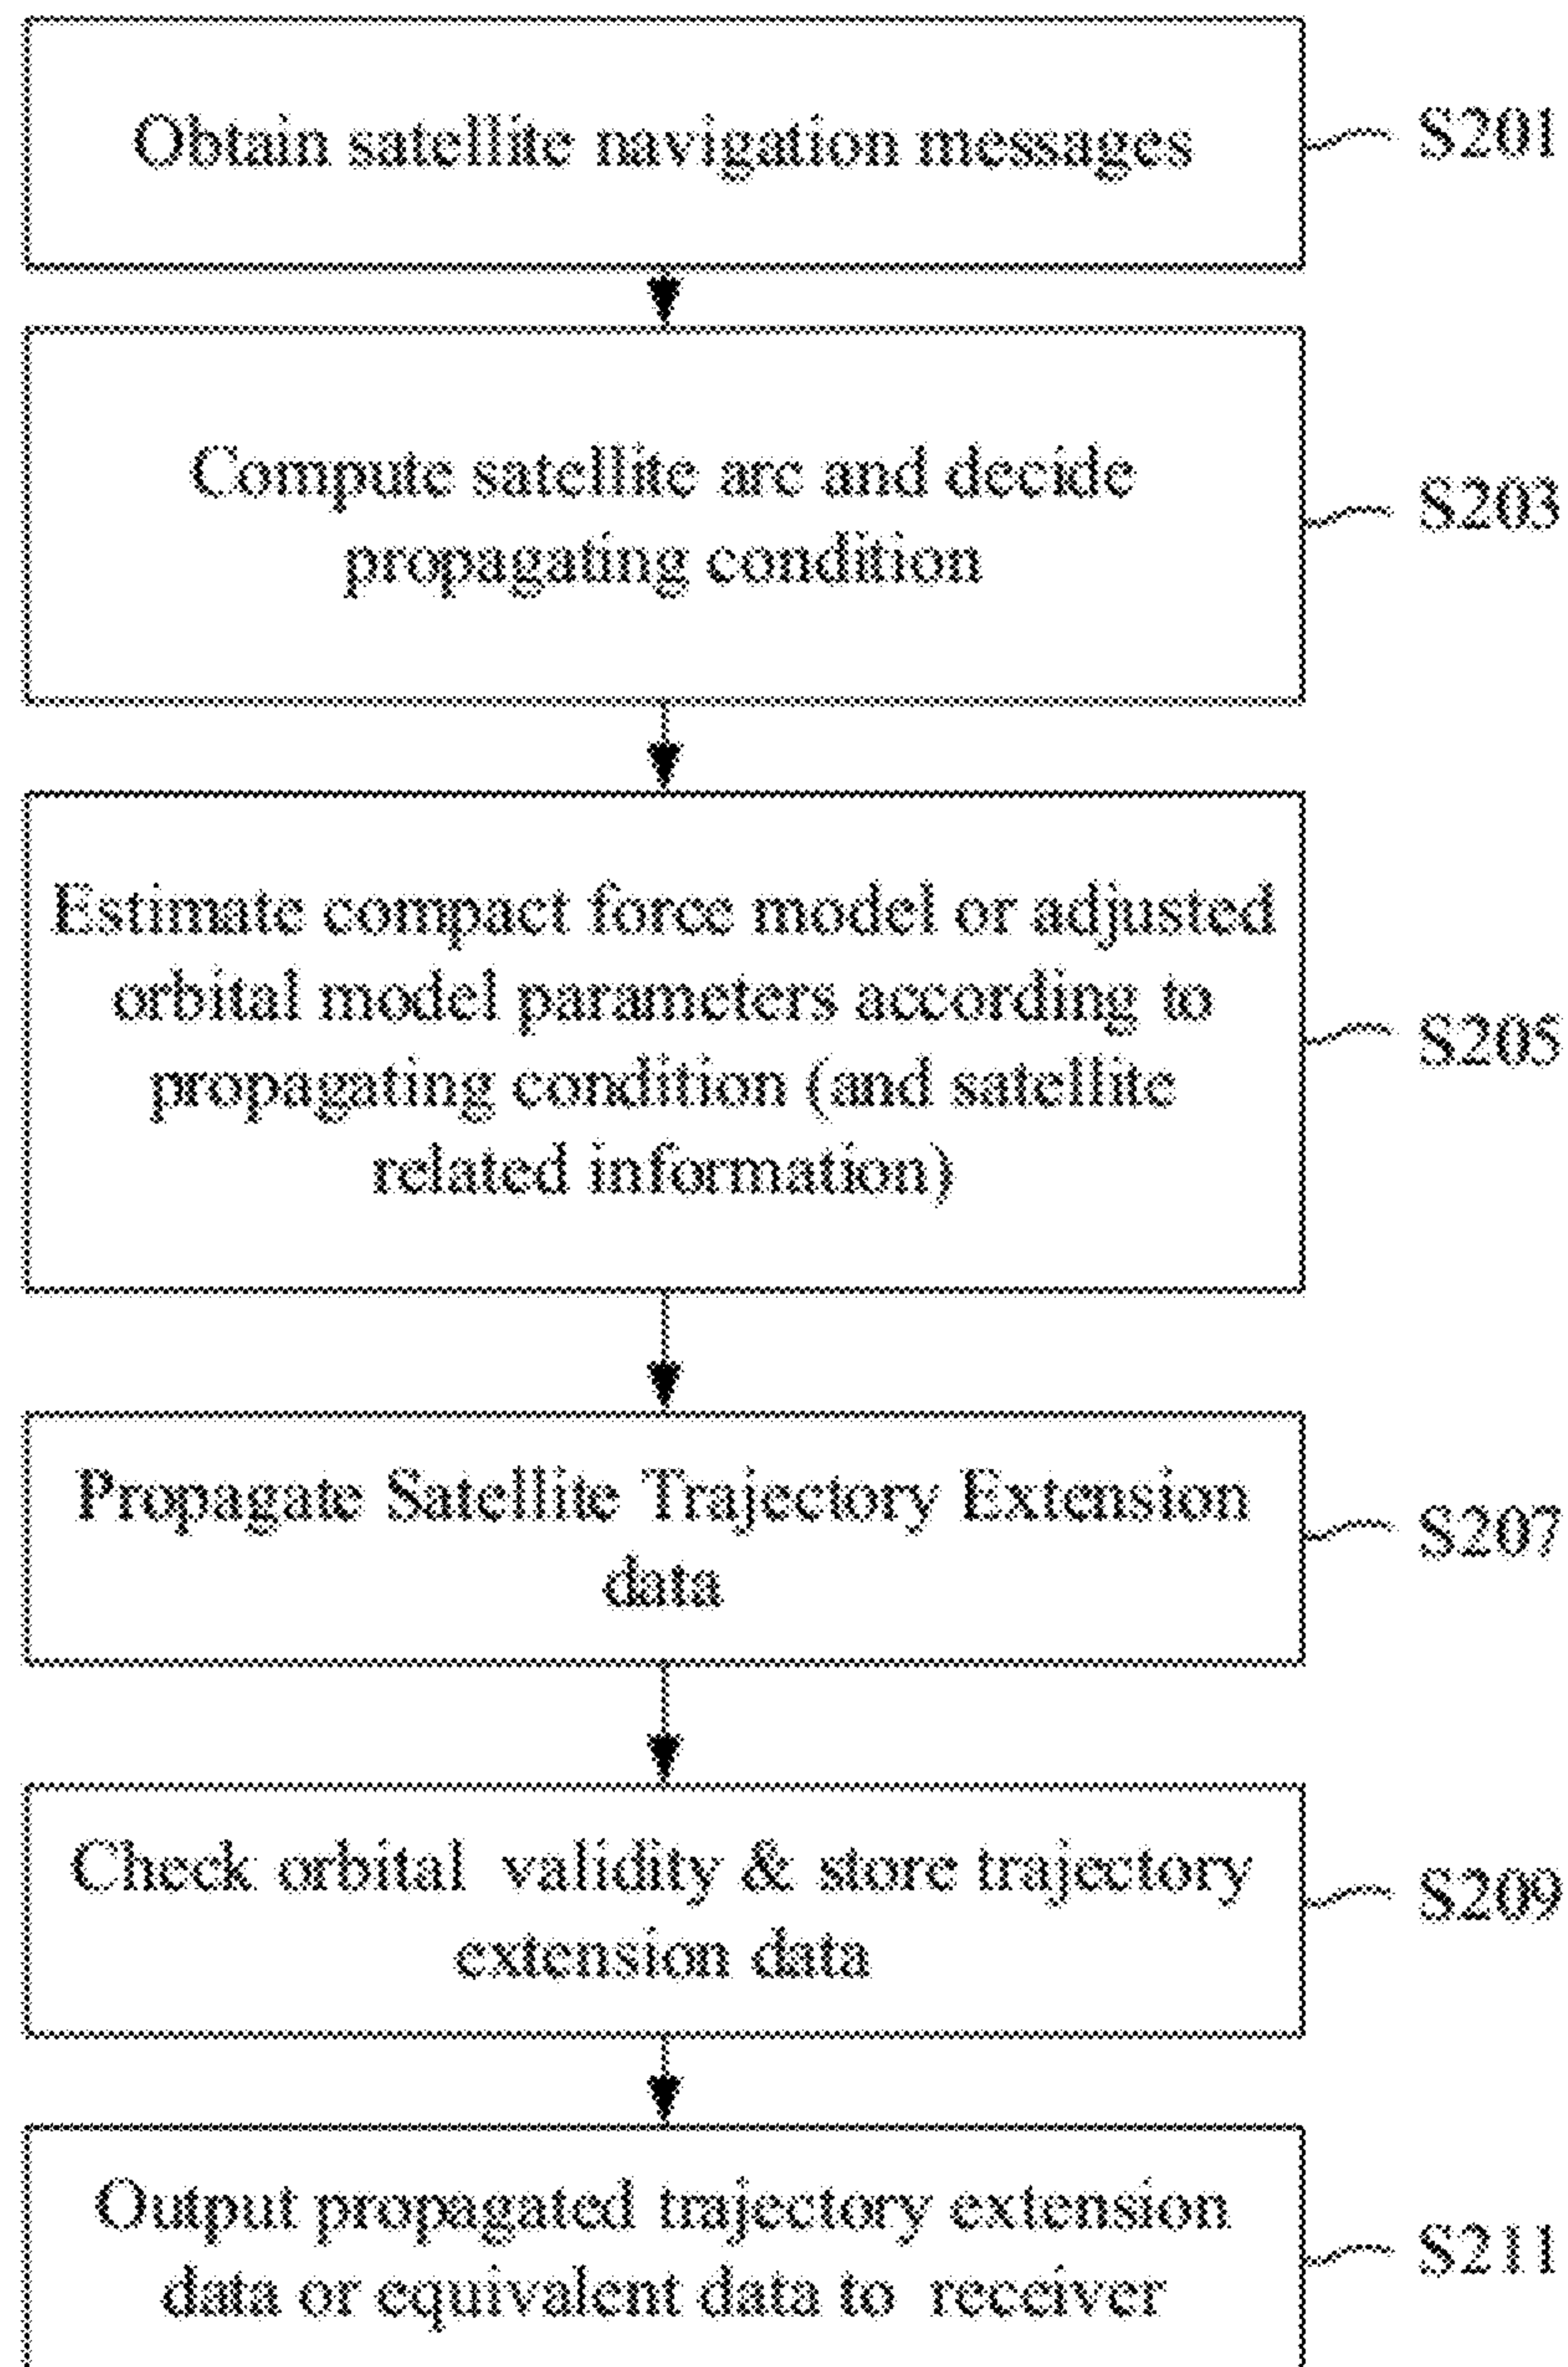 Obtain satellite navigation messages
S201
Compute satellite arc and decide
propagating condition
S203
Estimate compact force model or adjusted
orbital model parameters according to
propagating condition (and satellite
related information)
S205
Propagate Satellite Trajectory Extension
data
S207
Check orbital validity & store trajectory
extension data
S209
Output propagated trajectory extension
data or equivalent data to receiver
S211